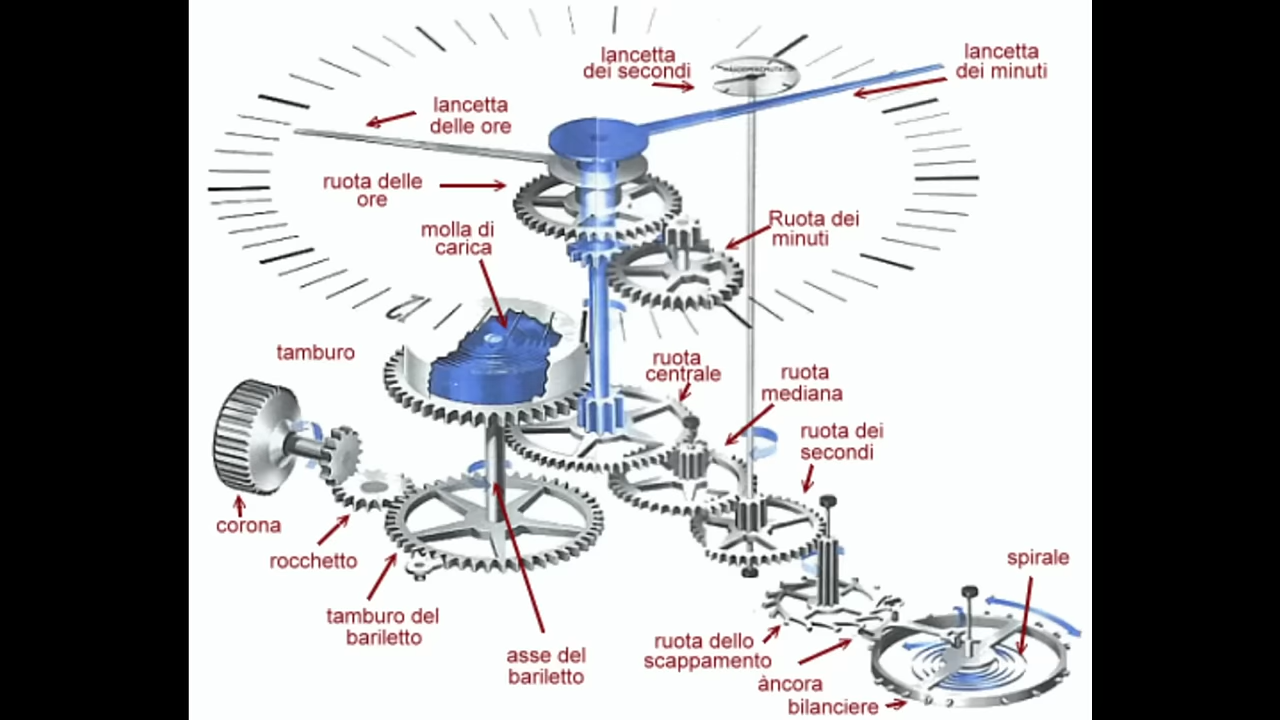 lancetta
dei secondi
lancetta
dei minuti
lancetta
delle ore
ruota delle
ore
molla di
carica
Ruota dei
minuti
12
tamburo
ruota
centrale
ruota
mediana
ruota dei
secondi
corona
rocchetto
spirale
tamburo del
bariletto
asse del
bariletto
ruota dello
scappamento
àncora
bilanciere